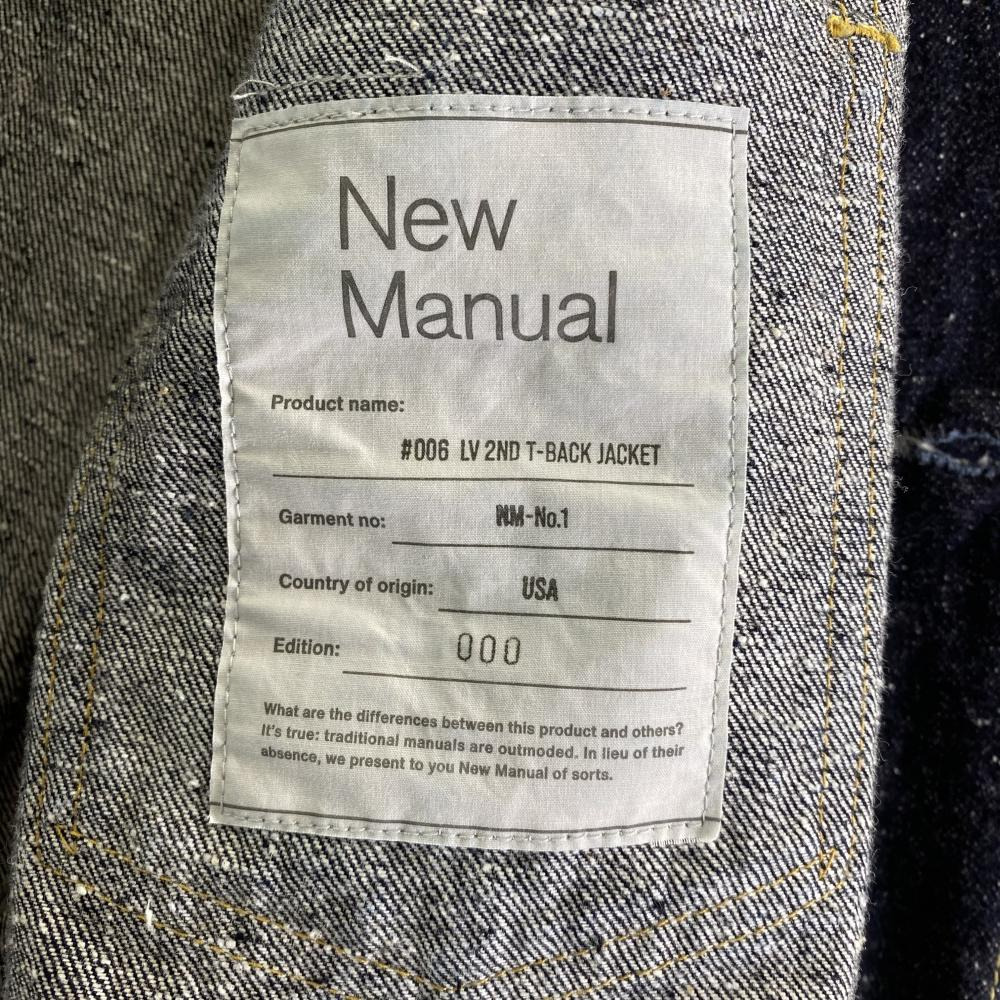 New
Manual
Product name:
#006 LV 2ND T-BACK JACKET
Garment no: NM-No.1
Country of origin: USA
Edition: 000
What are the differences between this product and others?
It's true: traditional manuals are outmoded. In lieu of their
absence, we present to you New Manual of sorts.